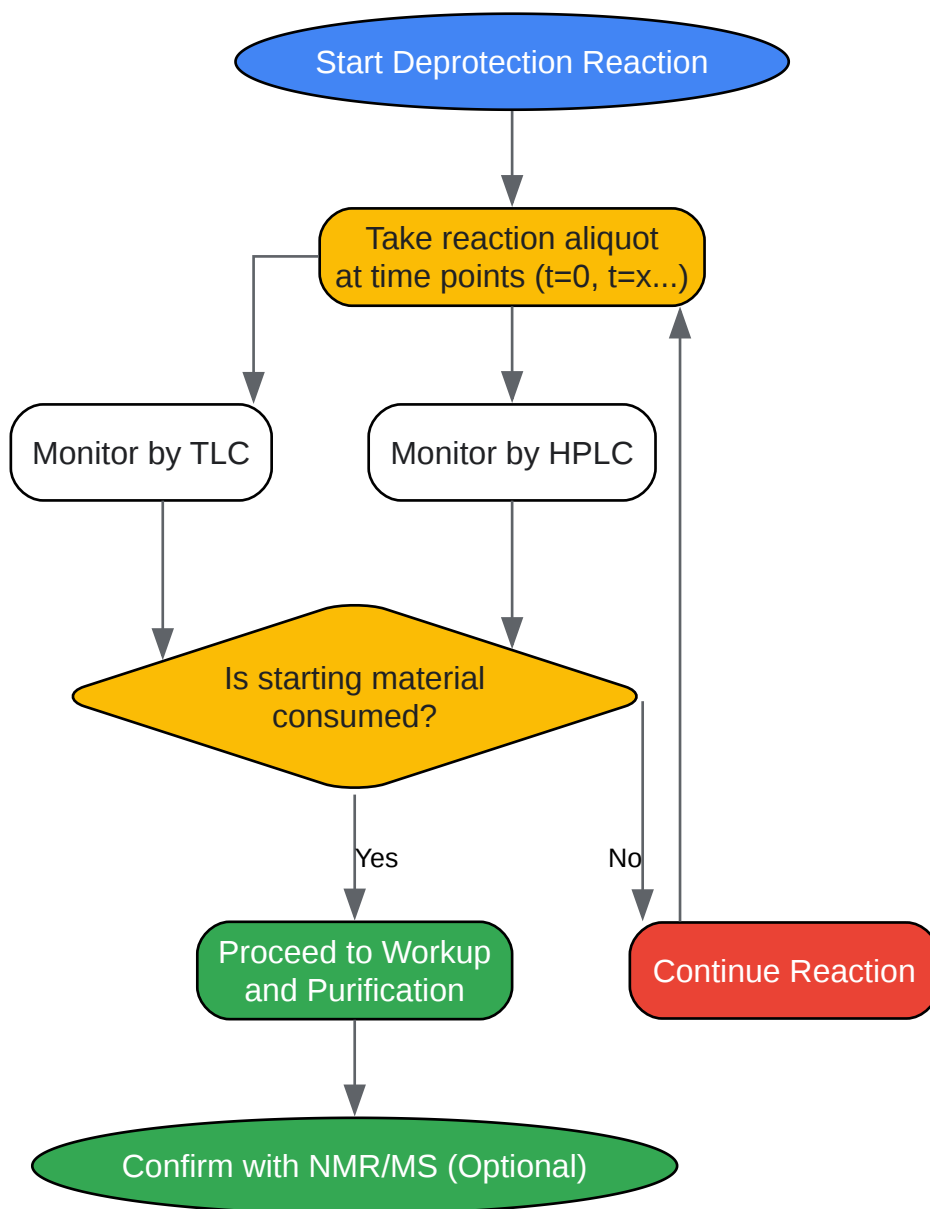 Start Deprotection Reaction
Take reaction aliquot
at time points (t=0, t=x...)
Monitor by TLC
Monitor by HPLC
Is starting material
consumed?
Yes
No
Proceed to Workup
and Purification
Continue Reaction
Confirm with NMR/MS (Optional)